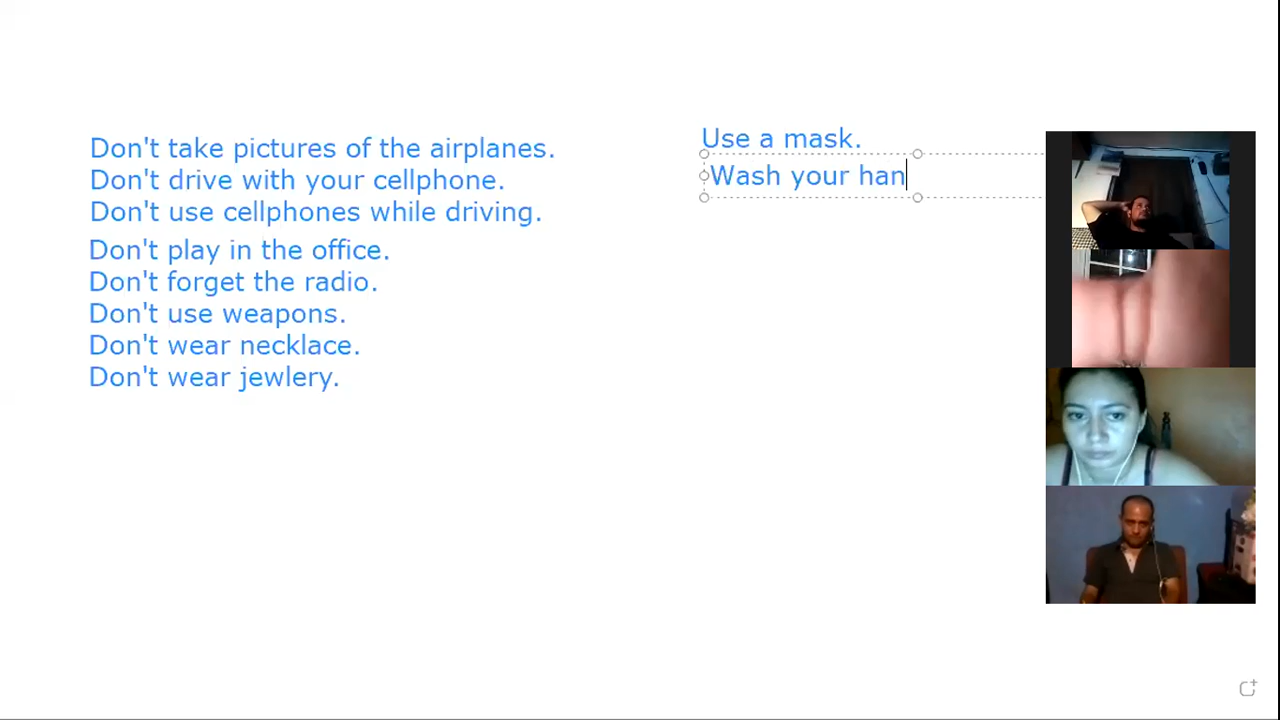 Don't take pictures of the airplanes.
Don't drive with your cellphone.
Don't use cellphones while driving.
Don't play in the office.
Don't forget the radio.
Don't use weapons.
Don't wear necklace.
Don't wear jewlery.
Use a mask.
Wash your han